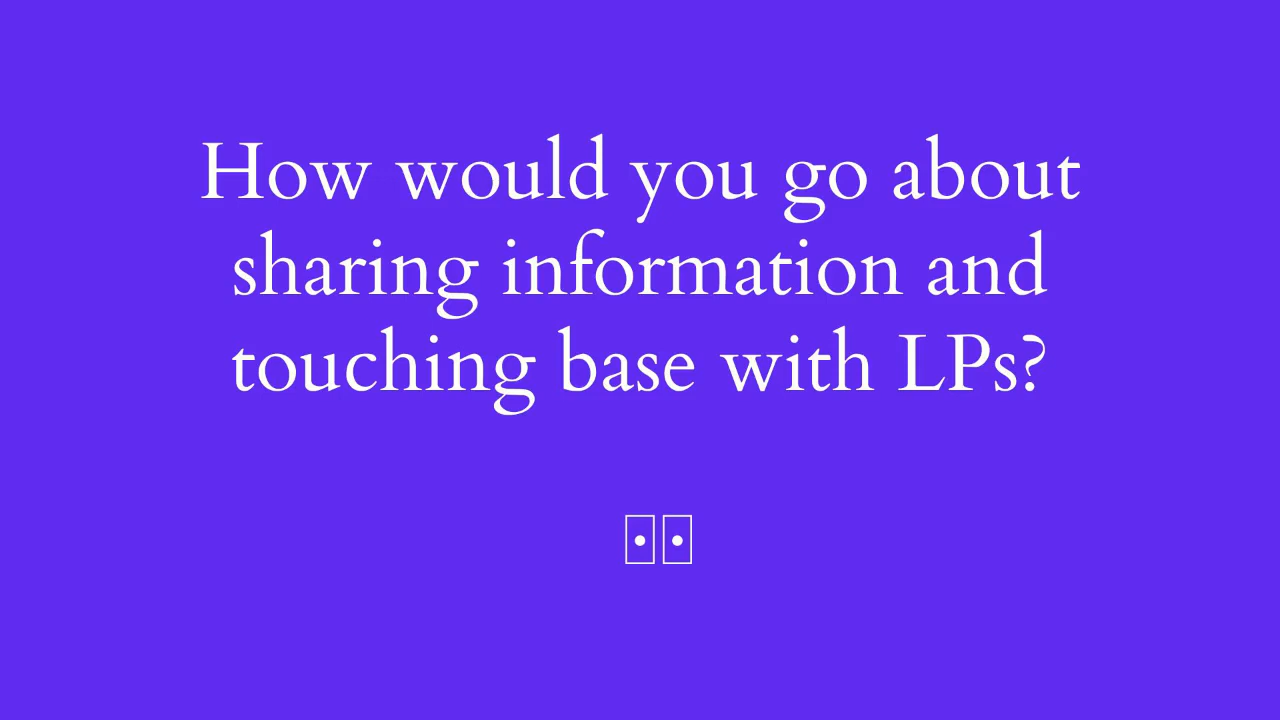 How would you go about
sharing information and
touching base with LPs?